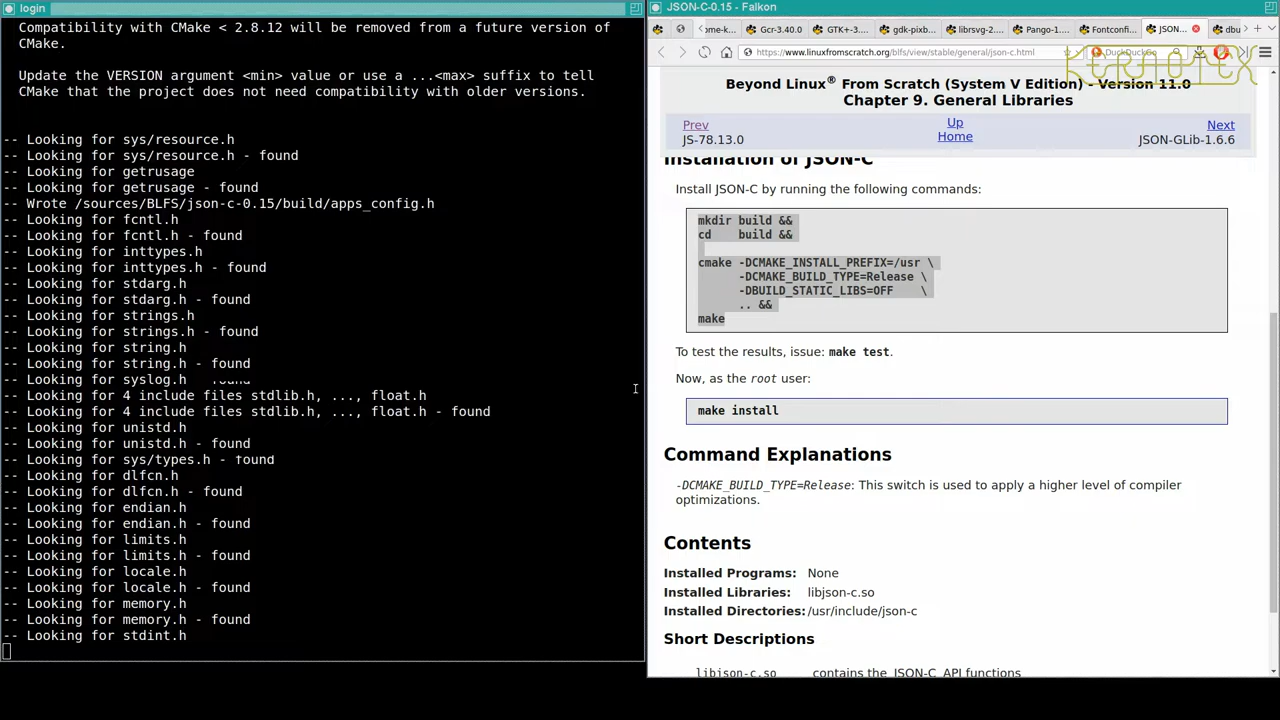 login
Compatibility with CMake < 2.8.12 will be removed from a future version of
CMake.
Update the VERSION argument <min> value or use a ...<max> suffix to tell
CMake that the project does not need compatibility with older versions.
-- Looking for sys/resource.h
-- Looking for sys/resource.h - found
-- Looking for getrusage
-- Looking for getrusage - found
-- Wrote /sources/BLFS/json-c-0.15/build/apps_config.h
-- Looking for fcntl.h
-- Looking for fcntl.h - found
-- Looking for inttypes.h
-- Looking for inttypes.h - found
-- Looking for stdarg.h
-- Looking for stdarg.h - found
-- Looking for strings.h
-- Looking for strings.h - found
-- Looking for string.h
-- Looking for string.h - found
-- Looking for syslog.h
-- Looking for 4 include files stdlib.h, ..., float.h
-- Looking for 4 include files stdlib.h, ..., float.h - found
-- Looking for unistd.h
-- Looking for unistd.h - found
-- Looking for sys/types.h - found
-- Looking for dlfcn.h
-- Looking for dlfcn.h - found
-- Looking for endian.h
-- Looking for endian.h - found
-- Looking for limits.h
-- Looking for limits.h - found
-- Looking for locale.h
-- Looking for locale.h - found
-- Looking for memory.h
-- Looking for memory.h - found
-- Looking for stdint.h
JSON-C-0.15 - Falkon
ome-k... Gcr-3.40.0 GTK+-3.... gdk-pixb... librsvg-2.... Pango-1.... Fontconfi... JSON... dbu
https://www.linuxfromscratch.org/blfs/view/stable/general/json-c.html DuckDuckGo
KERNOTEX
Beyond Linux® From Scratch (System V Edition) - Version 11.0
Chapter 9. General Libraries
Prev Up Next
JS-78.13.0 Home JSON-GLib-1.6.6
Installation of JSON-C
Install JSON-C by running the following commands:
mkdir build &&
cd    build &&
cmake -DCMAKE_INSTALL_PREFIX=/usr \
-DCMAKE_BUILD_TYPE=Release \
-DBUILD_STATIC_LIBS=OFF    \
.. &&
make
To test the results, issue: make test.
Now, as the root user:
make install
Command Explanations
-DCMAKE_BUILD_TYPE=Release: This switch is used to apply a higher level of compiler
optimizations.
Contents
Installed Programs: None
Installed Libraries: libjson-c.so
Installed Directories: /usr/include/json-c
Short Descriptions
libjson-c.so contains the JSON-C API functions